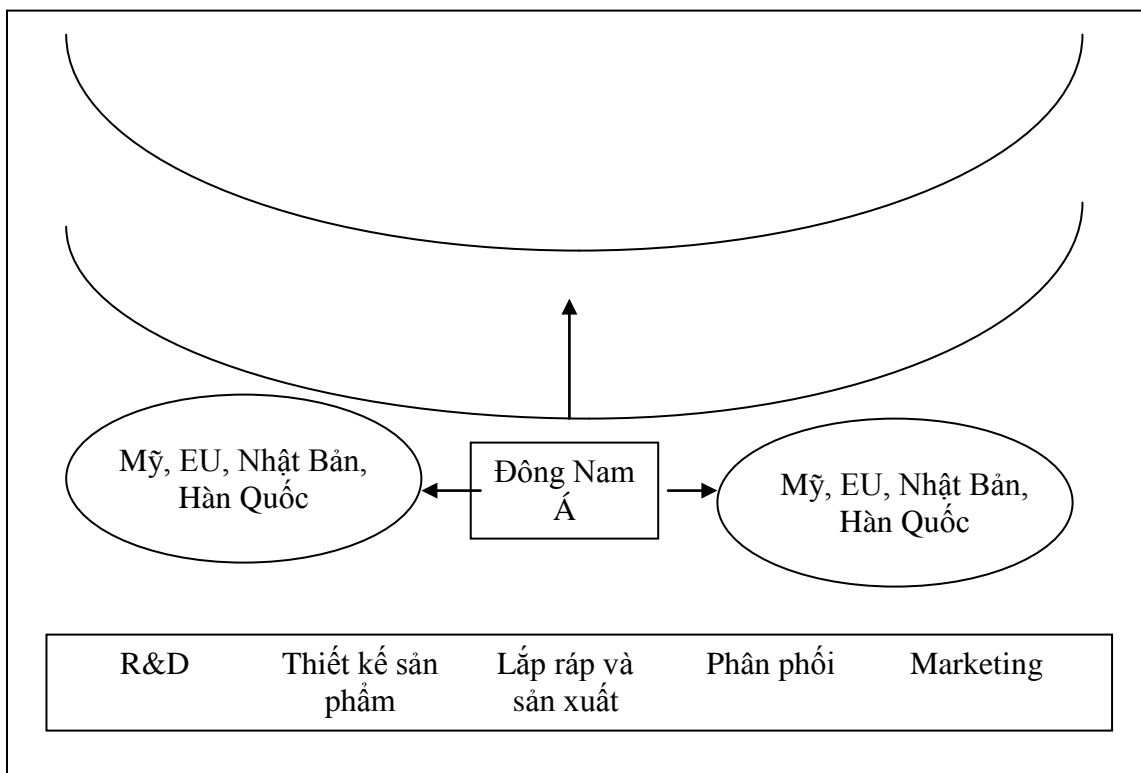 Mỹ, EU, Nhật Bản,
Hàn Quốc
Đông Nam
Á
Mỹ, EU, Nhật Bản,
Hàn Quốc
R&D
Thiết kế sản
phẩm
Lắp ráp và
sản xuất
Phân phối
Marketing